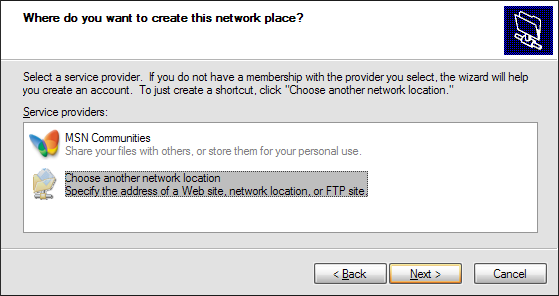 Where do you want to create this network place?
Select a service provider.  If you do not have a membership with the provider you select, the wizard will help
you create an account.  To just create a shortcut, click "Choose another network location."
Service providers:
MSN Communities
Share your files with others, or store them for your personal use.
Choose another network location
Specify the address of a Web site, network location, or FTP site.
< Back
Next >
Cancel